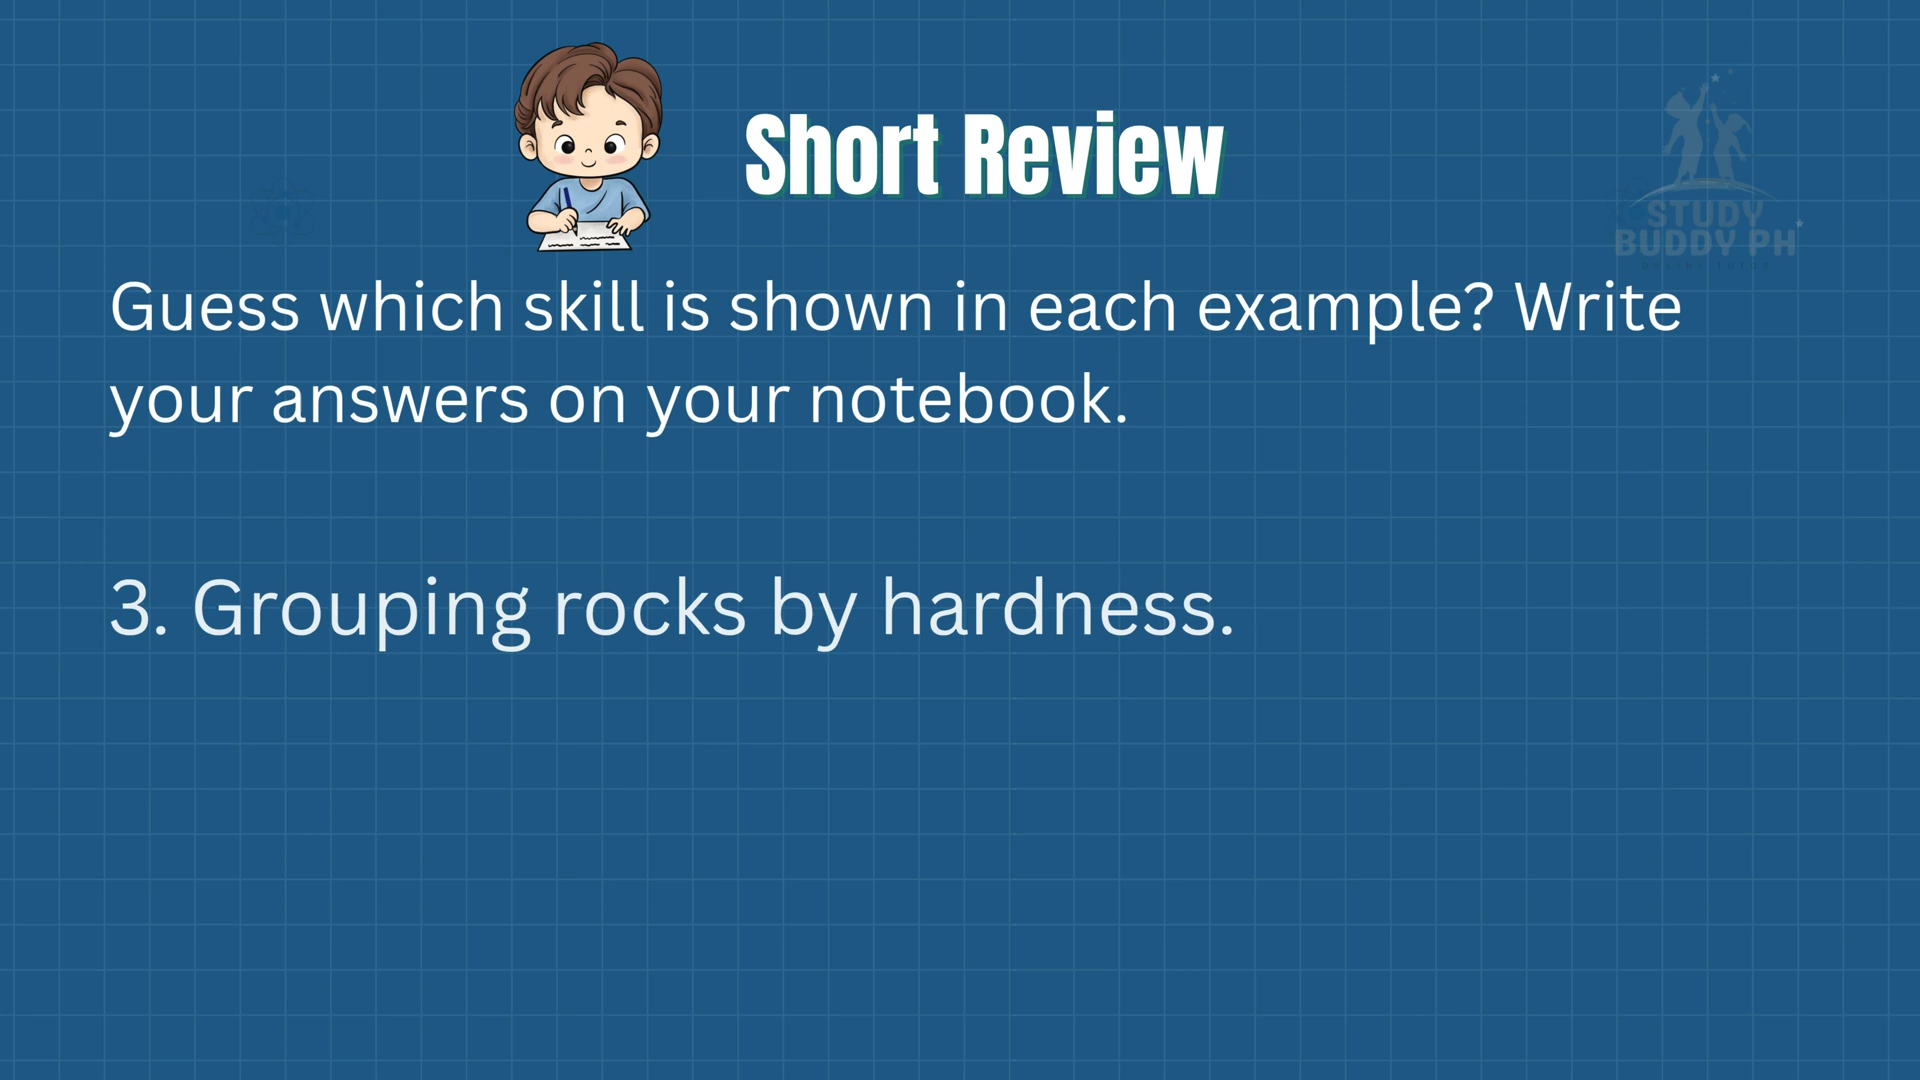 Short Review
STUDY
BUDDY PH
Guess which skill is shown in each example? Write
your answers on your notebook.
3. Grouping rocks by hardness.